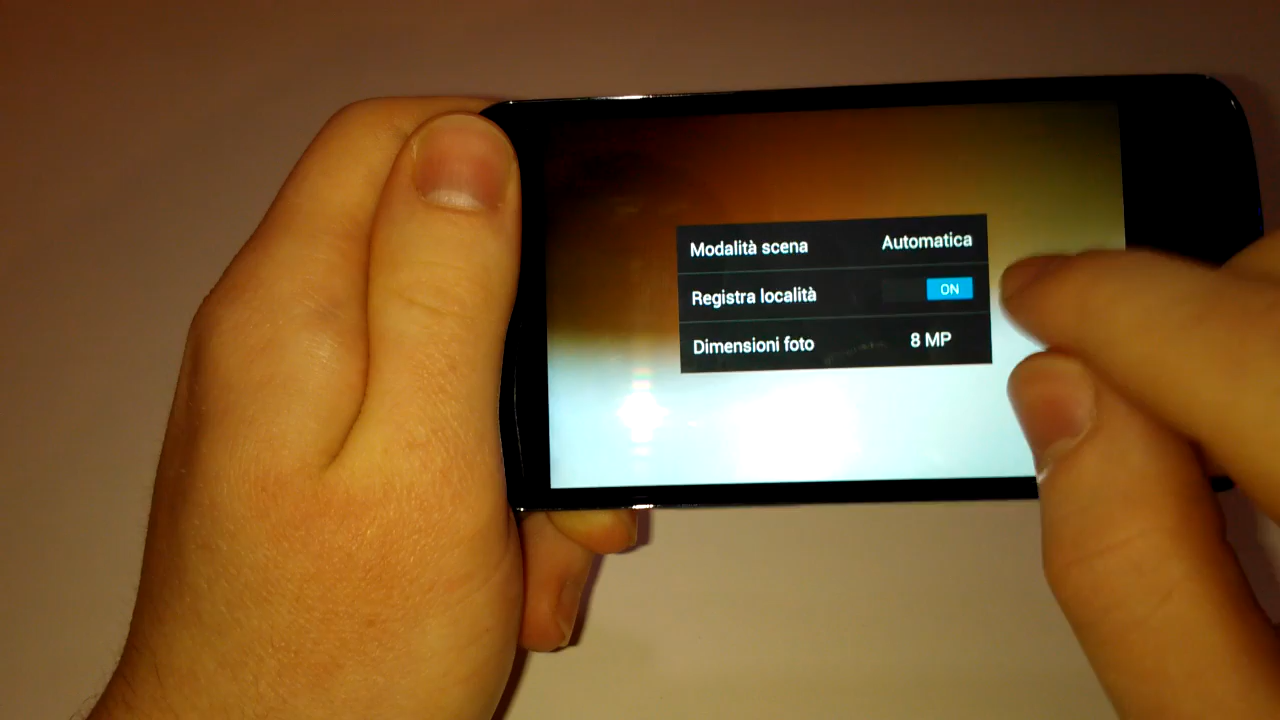 Modalità scena Automatica
Registra località ON
Dimensioni foto 8 MP